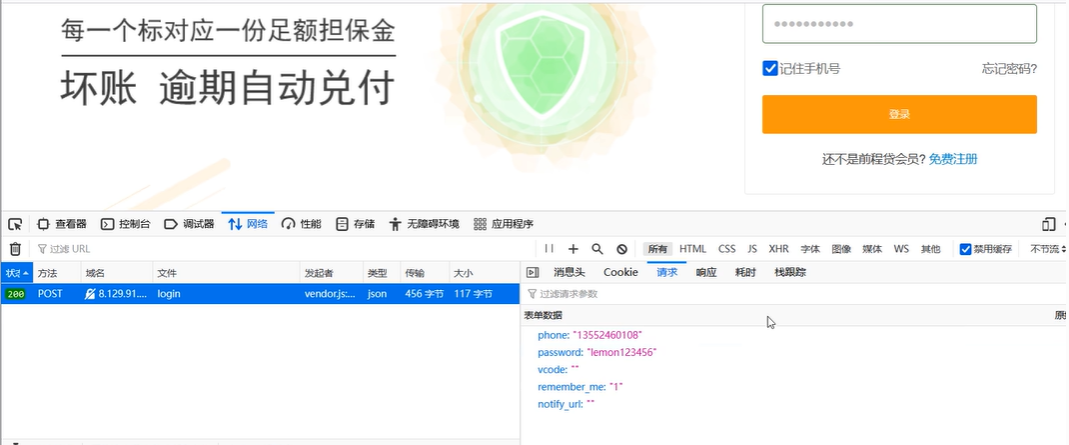 每一个标对应一份足额担保金
坏账 逾期自动兑付
记住手机号 忘记密码?
登录
还不是前程贷会员? 免费注册
查看器 控制台 调试器 网络 性能 存储 无障碍环境 应用程序
过滤 URL 所有 HTML CSS JS XHR 字体 图像 媒体 WS 其他 禁用缓存 不节流
方法 域名 文件 发起者 类型 传输 大小 消息头 Cookie 请求 响应 耗时 栈跟踪
200 POST 8.129.91.... login vendor.js:... json 456 字节 117 字节 过滤请求参数
表单数据
phone: "13552460108"
password: "lemon123456"
vcode: ""
remember_me: "1"
notify_url: ""